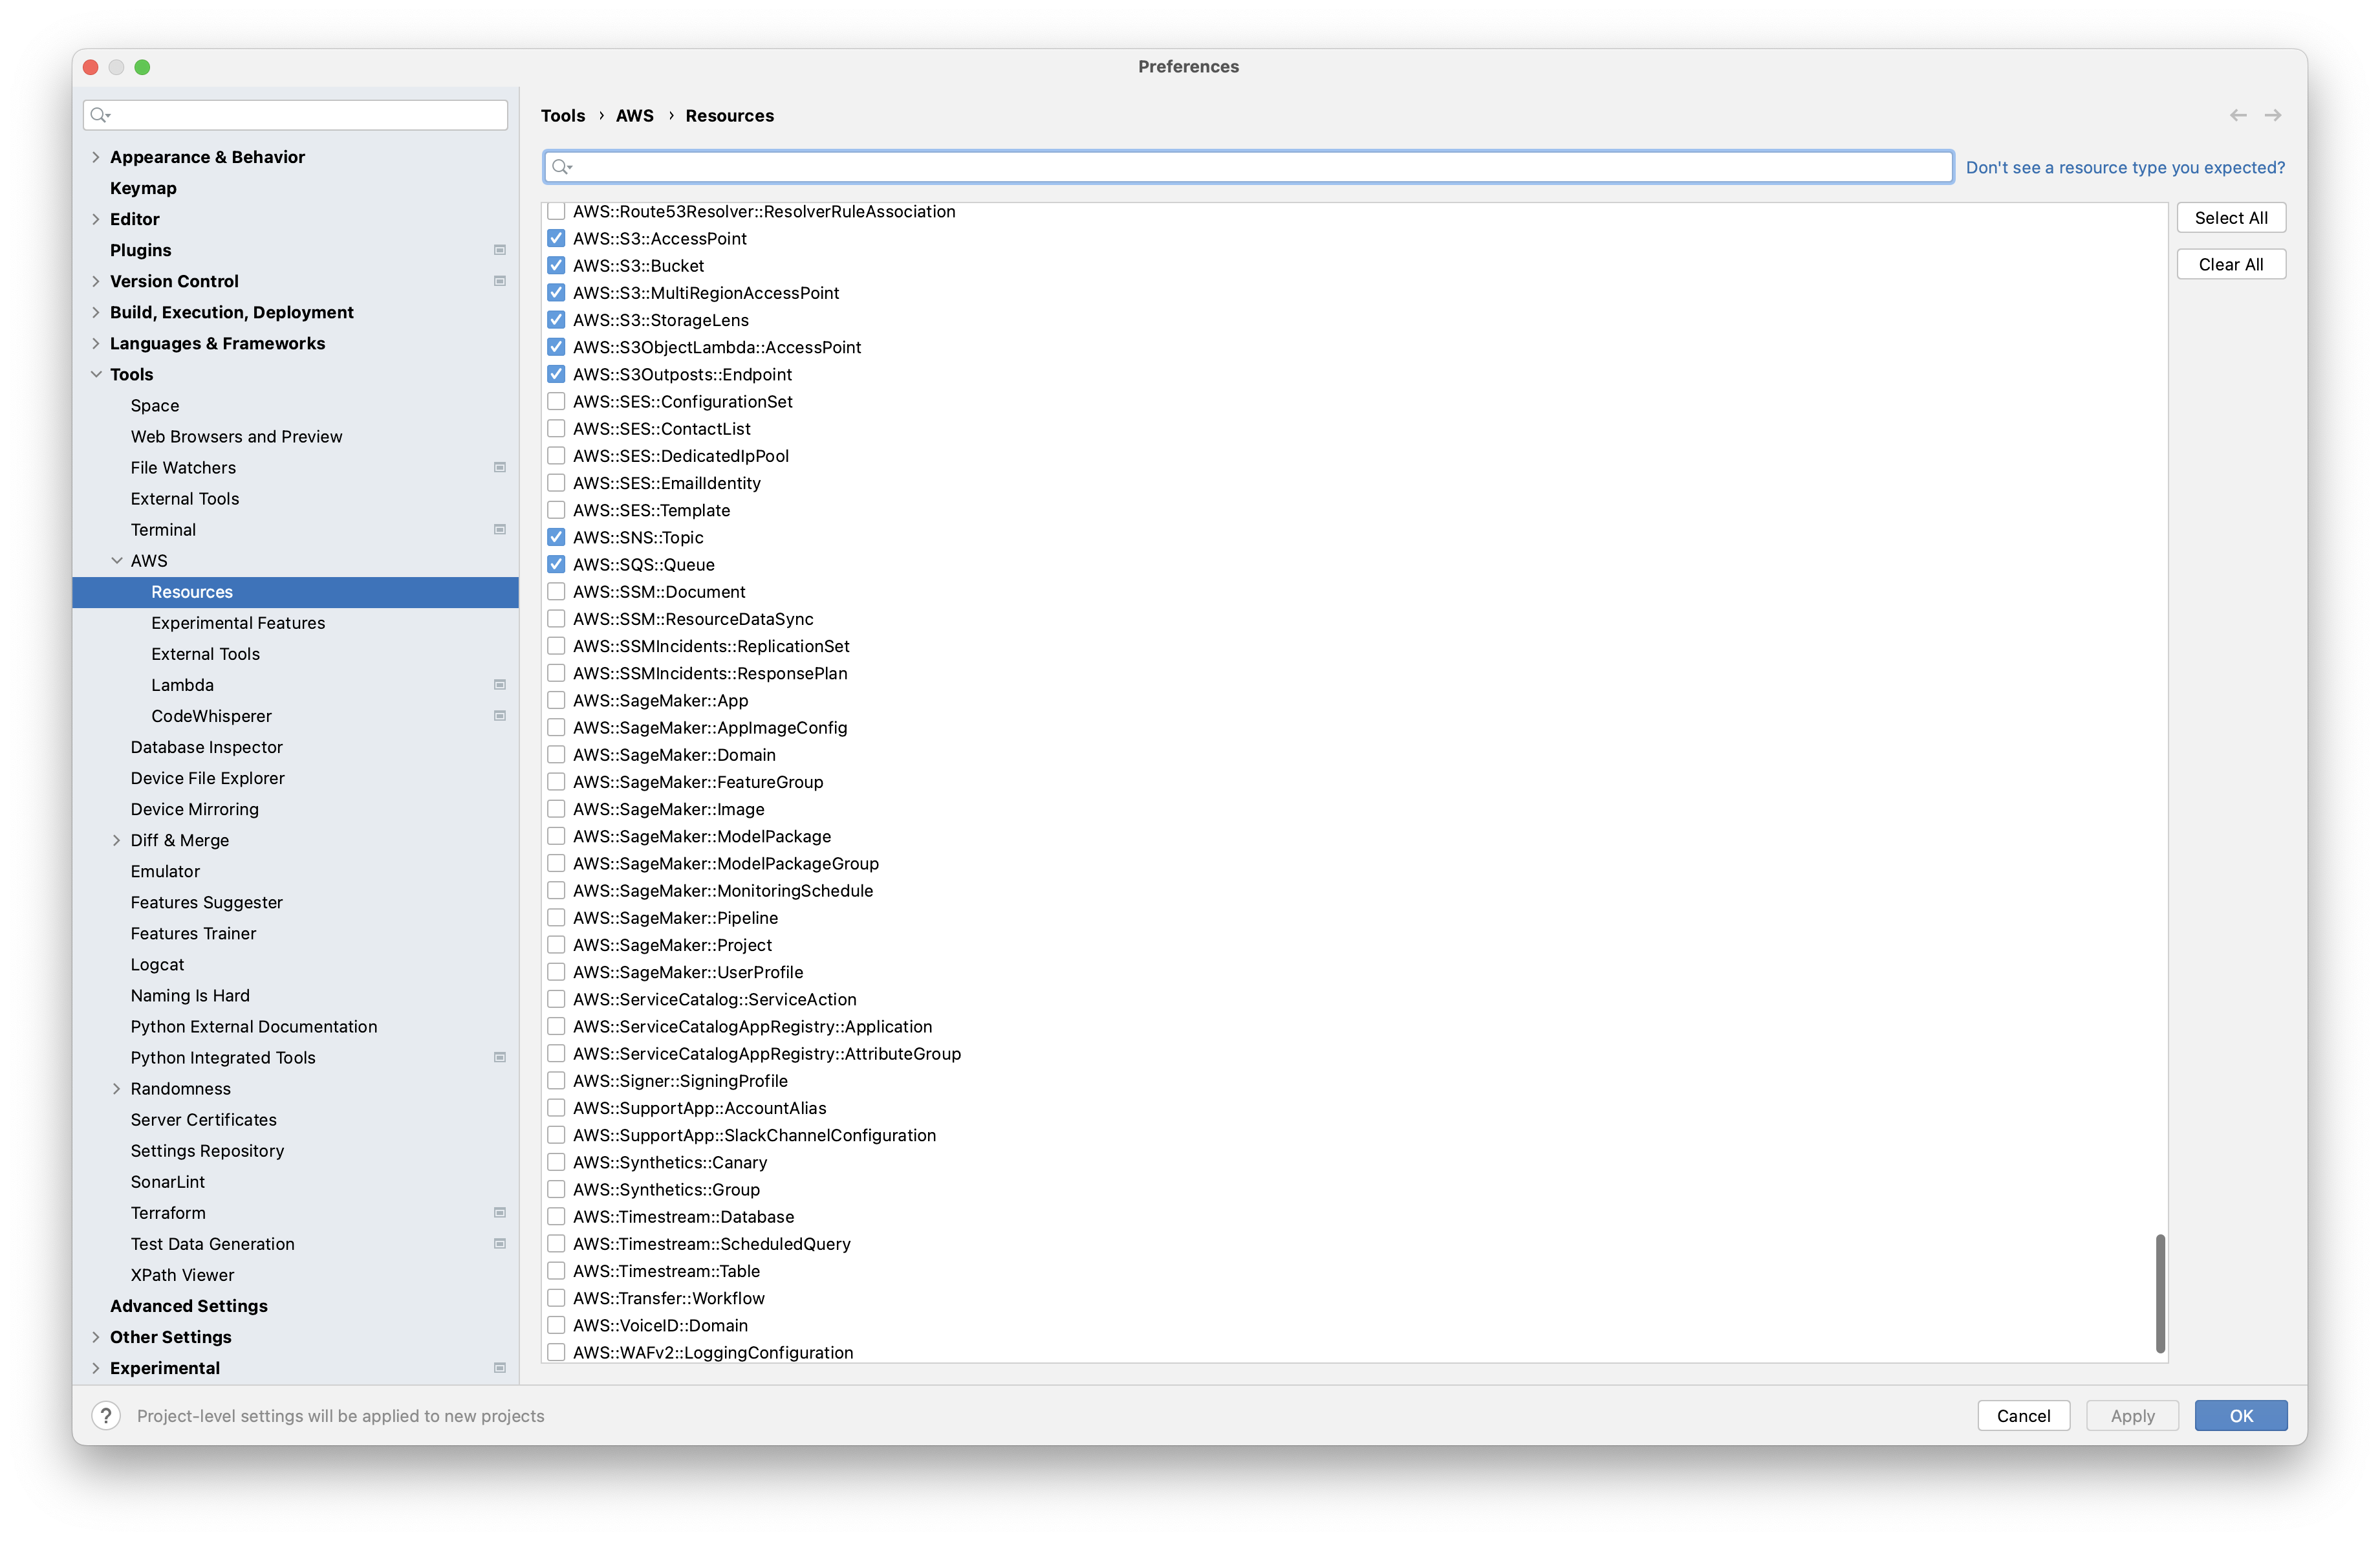 Preferences
Appearance & Behavior
Keymap
Editor
Plugins
Version Control
Build, Execution, Deployment
Languages & Frameworks
Tools
Space
Web Browsers and Preview
File Watchers
External Tools
Terminal
AWS
Resources
Experimental Features
External Tools
Lambda
CodeWhisperer
Database Inspector
Device File Explorer
Device Mirroring
Diff & Merge
Emulator
Features Suggester
Features Trainer
Logcat
Naming Is Hard
Python External Documentation
Python Integrated Tools
Randomness
Server Certificates
Settings Repository
SonarLint
Terraform
Test Data Generation
XPath Viewer
Advanced Settings
Other Settings
Experimental
Tools › AWS › Resources
Don't see a resource type you expected?
AWS::Route53Resolver::ResolverRuleAssociation
AWS::S3::AccessPoint
AWS::S3::Bucket
AWS::S3::MultiRegionAccessPoint
AWS::S3::StorageLens
AWS::S3ObjectLambda::AccessPoint
AWS::S3Outposts::Endpoint
AWS::SES::ConfigurationSet
AWS::SES::ContactList
AWS::SES::DedicatedIpPool
AWS::SES::EmailIdentity
AWS::SES::Template
AWS::SNS::Topic
AWS::SQS::Queue
AWS::SSM::Document
AWS::SSM::ResourceDataSync
AWS::SSMIncidents::ReplicationSet
AWS::SSMIncidents::ResponsePlan
AWS::SageMaker::App
AWS::SageMaker::AppImageConfig
AWS::SageMaker::Domain
AWS::SageMaker::FeatureGroup
AWS::SageMaker::Image
AWS::SageMaker::ModelPackage
AWS::SageMaker::ModelPackageGroup
AWS::SageMaker::MonitoringSchedule
AWS::SageMaker::Pipeline
AWS::SageMaker::Project
AWS::SageMaker::UserProfile
AWS::ServiceCatalog::ServiceAction
AWS::ServiceCatalogAppRegistry::Application
AWS::ServiceCatalogAppRegistry::AttributeGroup
AWS::Signer::SigningProfile
AWS::SupportApp::AccountAlias
AWS::SupportApp::SlackChannelConfiguration
AWS::Synthetics::Canary
AWS::Synthetics::Group
AWS::Timestream::Database
AWS::Timestream::ScheduledQuery
AWS::Timestream::Table
AWS::Transfer::Workflow
AWS::VoiceID::Domain
AWS::WAFv2::LoggingConfiguration
Select All
Clear All
? Project-level settings will be applied to new projects
Cancel Apply OK